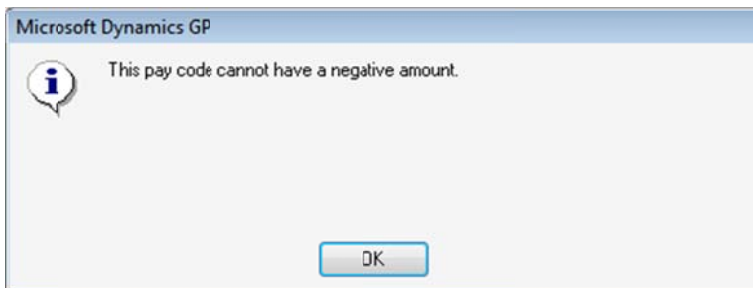 Microsoft Dynamics GP
This pay code cannot have a negative amount.
OK